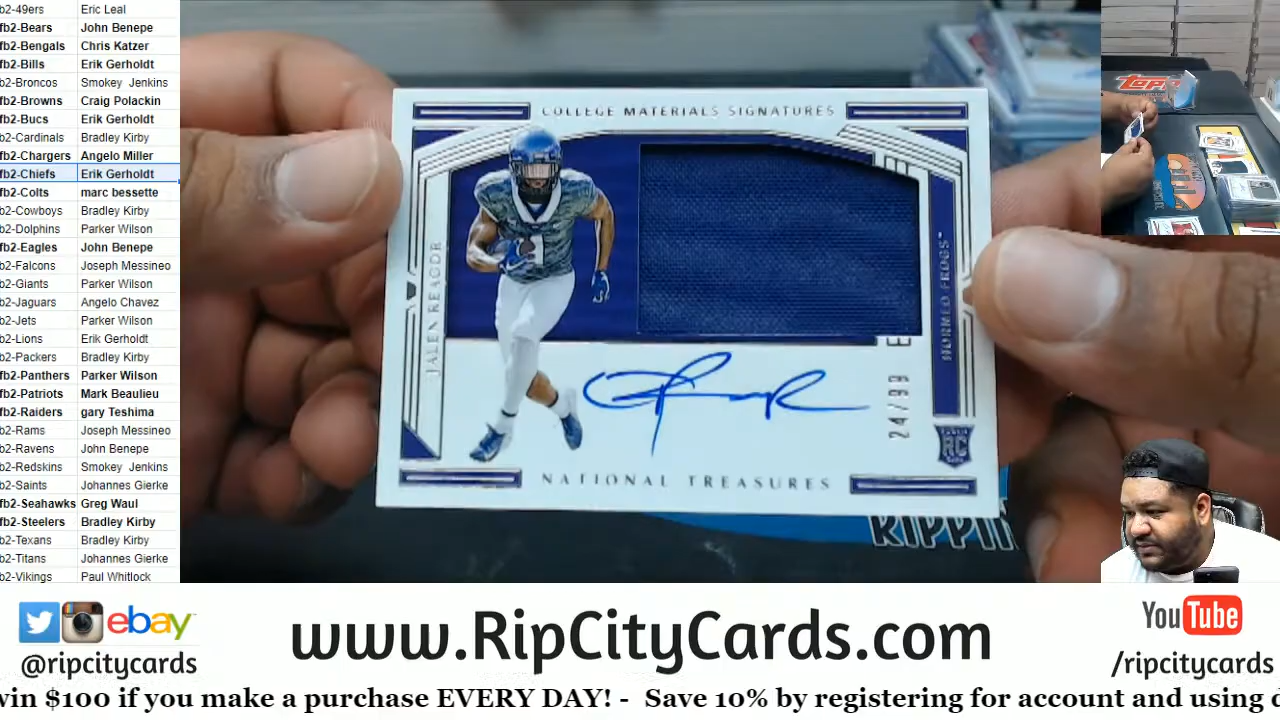 b2-49ers Eric Leal
fb2-Bears John Benepe
fb2-Bengals Chris Katzer
fb2-Bills Erik Gerholdt
b2-Broncos Smokey Jenkins
fb2-Browns Craig Polackin
fb2-Bucs Erik Gerholdt
b2-Cardinals Bradley Kirby
fb2-Chargers Angelo Miller
fb2-Chiefs Erik Gerholdt
fb2-Colts marc bessette
b2-Cowboys Bradley Kirby
b2-Dolphins Parker Wilson
fb2-Eagles John Benepe
b2-Falcons Joseph Messineo
b2-Giants Parker Wilson
b2-Jaguars Angelo Chavez
b2-Jets Parker Wilson
b2-Lions Erik Gerholdt
b2-Packers Bradley Kirby
fb2-Panthers Parker Wilson
fb2-Patriots Mark Beaulieu
fb2-Raiders gary Teshima
b2-Rams Joseph Messineo
b2-Ravens John Benepe
b2-Redskins Smokey Jenkins
b2-Saints Johannes Gierke
fb2-Seahawks Greg Waul
fb2-Steelers Bradley Kirby
b2-Texans Bradley Kirby
b2-Titans Johannes Gierke
b2-Vikings Paul Whitlock
COLLEGE MATERIALS SIGNATURES
JALEN REAGOR
1
HORNED FROGS
24/99
RC
NATIONAL TREASURES
RIPPIN
TOPPS
ebay
@ripcitycards
www.RipCityCards.com
YouTube
/ripcitycards
win $100 if you make a purchase EVERY DAY! - Save 10% by registering for account and using